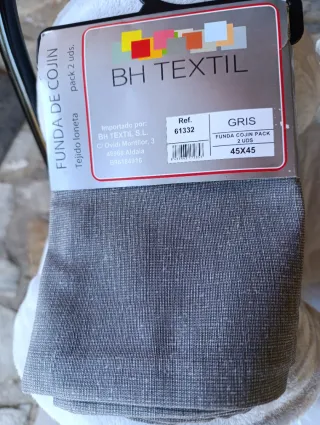 FUNDA DE COJIN
pack 2 uds.
Tejido loneta
BH TEXTIL
Importado por:
BH TEXTIL S.L.
Ref.
61332
GRIS
FUNDA COJIN PACK
2 UDS
45X45